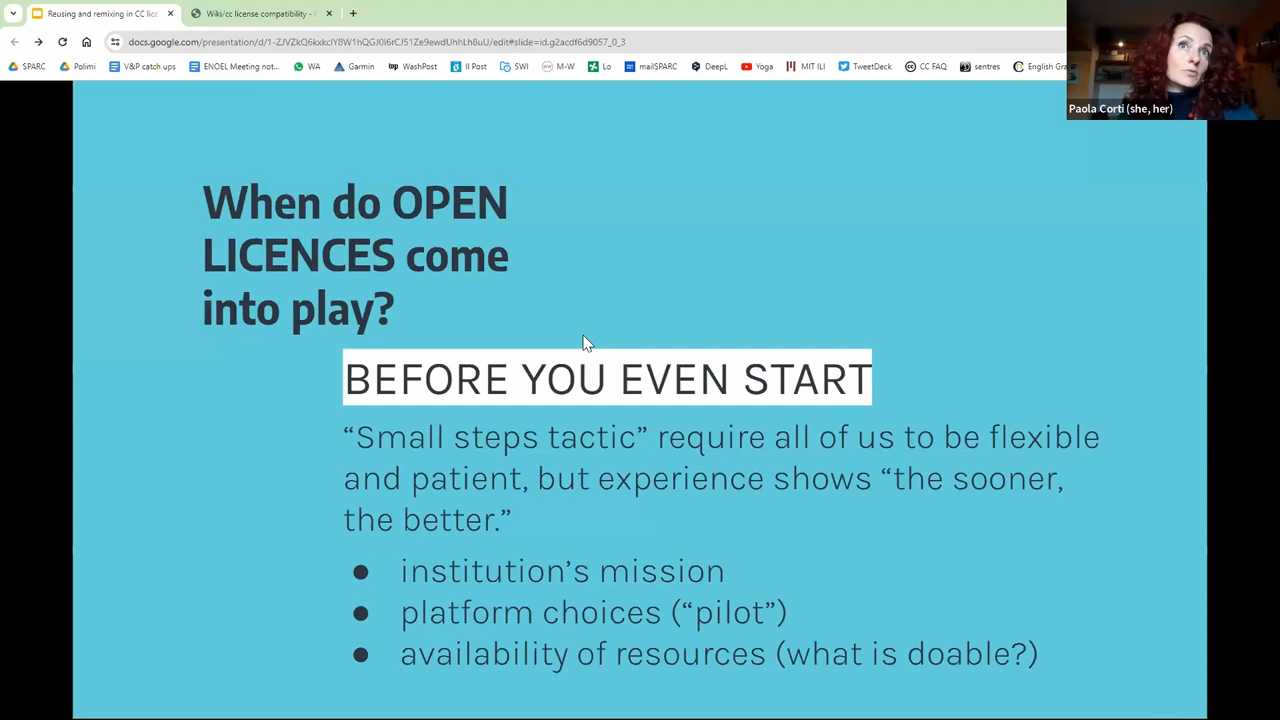 Reusing and remixing in CC lice
Wiki/cc license compatibility - C
docs.google.com/presentation/d/1-ZJVZkQ6kxkcIY8W1hQGJ0I6rCJ51Ze9ewdUhhLh8uU/edit#slide=id.g2acdf6d9057_0_3
SPARC Polimi V&P catch ups ENOEL Meeting not... WA Garmin WashPost Il Post SWI M-W Lo mailSPARC DeepL Yoga MIT ILI TweetDeck CC FAQ sentres English Gra
Paola Corti (she, her)
When do OPEN
LICENCES come
into play?
BEFORE YOU EVEN START
“Small steps tactic” require all of us to be flexible
and patient, but experience shows “the sooner,
the better.”
● institution’s mission
● platform choices (“pilot”)
● availability of resources (what is doable?)